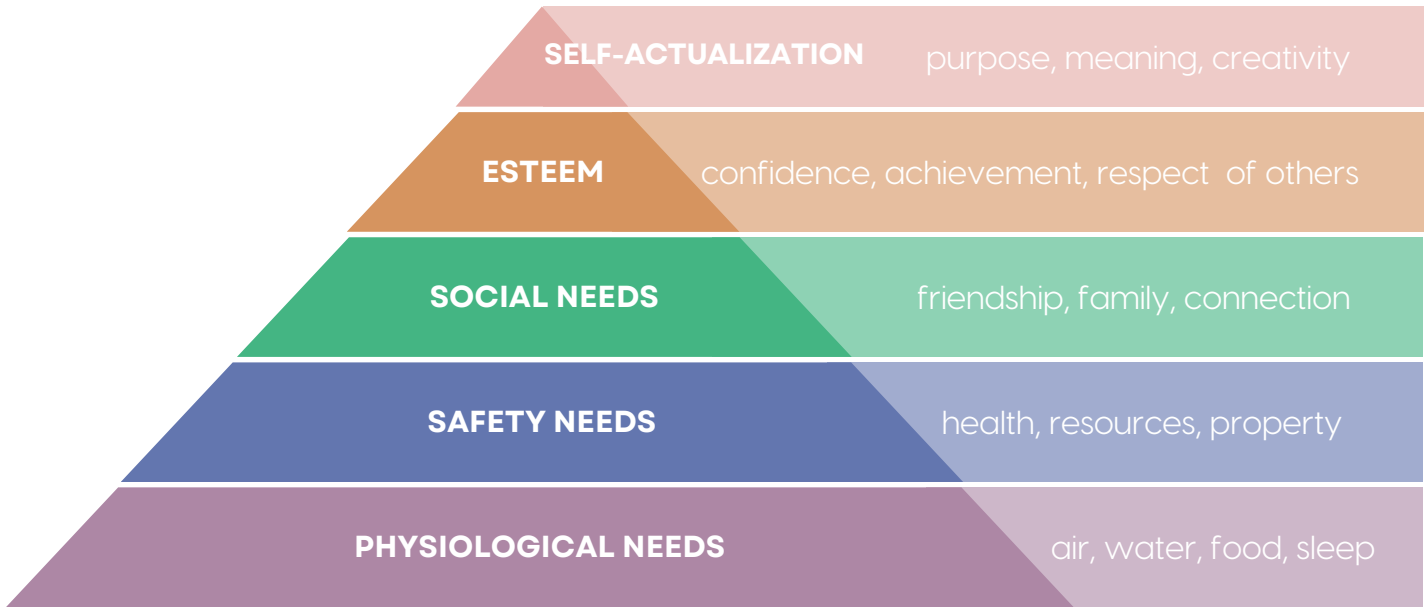 SELF-ACTUALIZATION purpose, meaning, creativity
ESTEEM confidence, achievement, respect of others
SOCIAL NEEDS friendship, family, connection
SAFETY NEEDS health, resources, property
PHYSIOLOGICAL NEEDS air, water, food, sleep